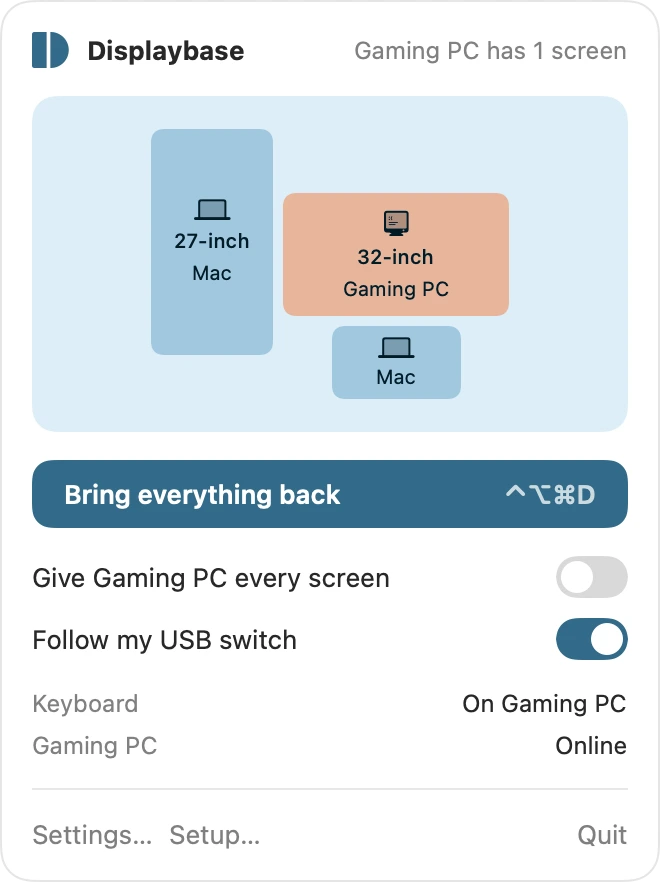 Displaybase
Gaming PC has 1 screen
27-inch
Mac
32-inch
Gaming PC
Mac
Bring everything back ⌃⌥⌘D
Give Gaming PC every screen
Follow my USB switch
Keyboard On Gaming PC
Gaming PC Online
Settings... Setup... Quit